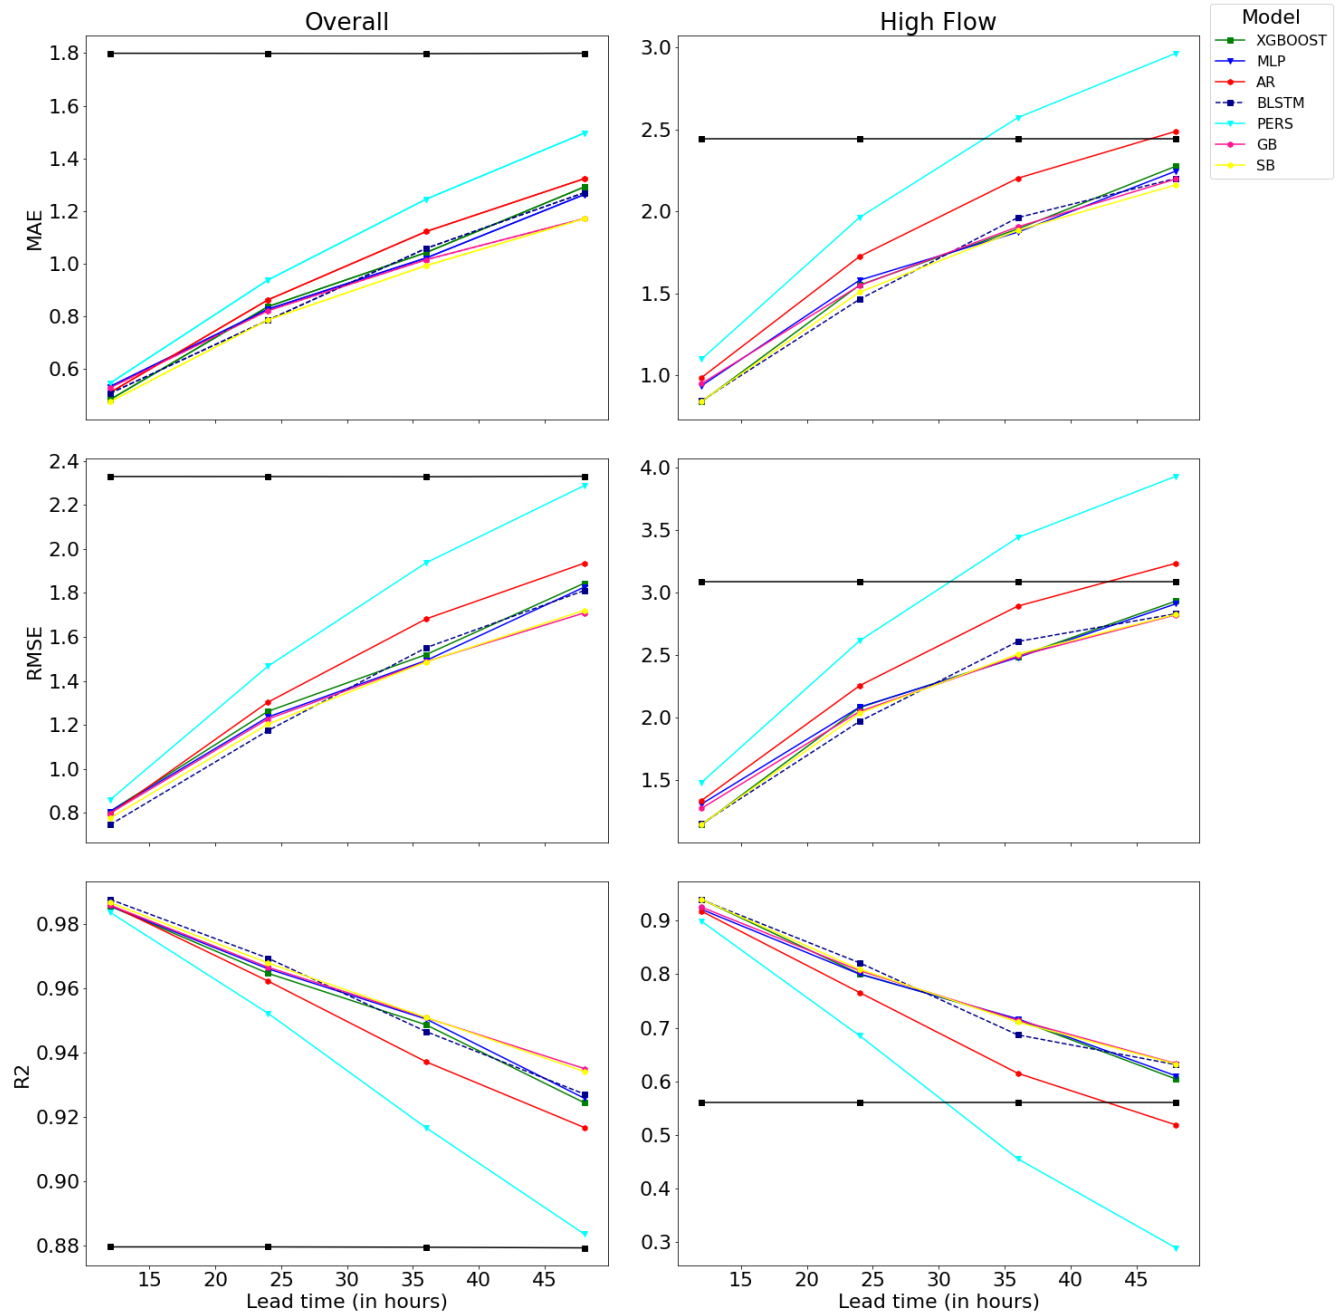 Overall
High Flow
Model
XGBOOST
MLP
AR
BLSTM
PERS
GB
SB
MAE
1.8
1.6
1.4
1.2
1.0
0.8
0.6
3.0
2.5
2.0
1.5
1.0
RMSE
2.4
2.2
2.0
1.8
1.6
1.4
1.2
1.0
0.8
4.0
3.5
3.0
2.5
2.0
1.5
R2
0.98
0.96
0.94
0.92
0.90
0.88
15 20 25 30 35 40 45
Lead time (in hours)
0.9
0.8
0.7
0.6
0.5
0.4
0.3
15 20 25 30 35 40 45
Lead time (in hours)